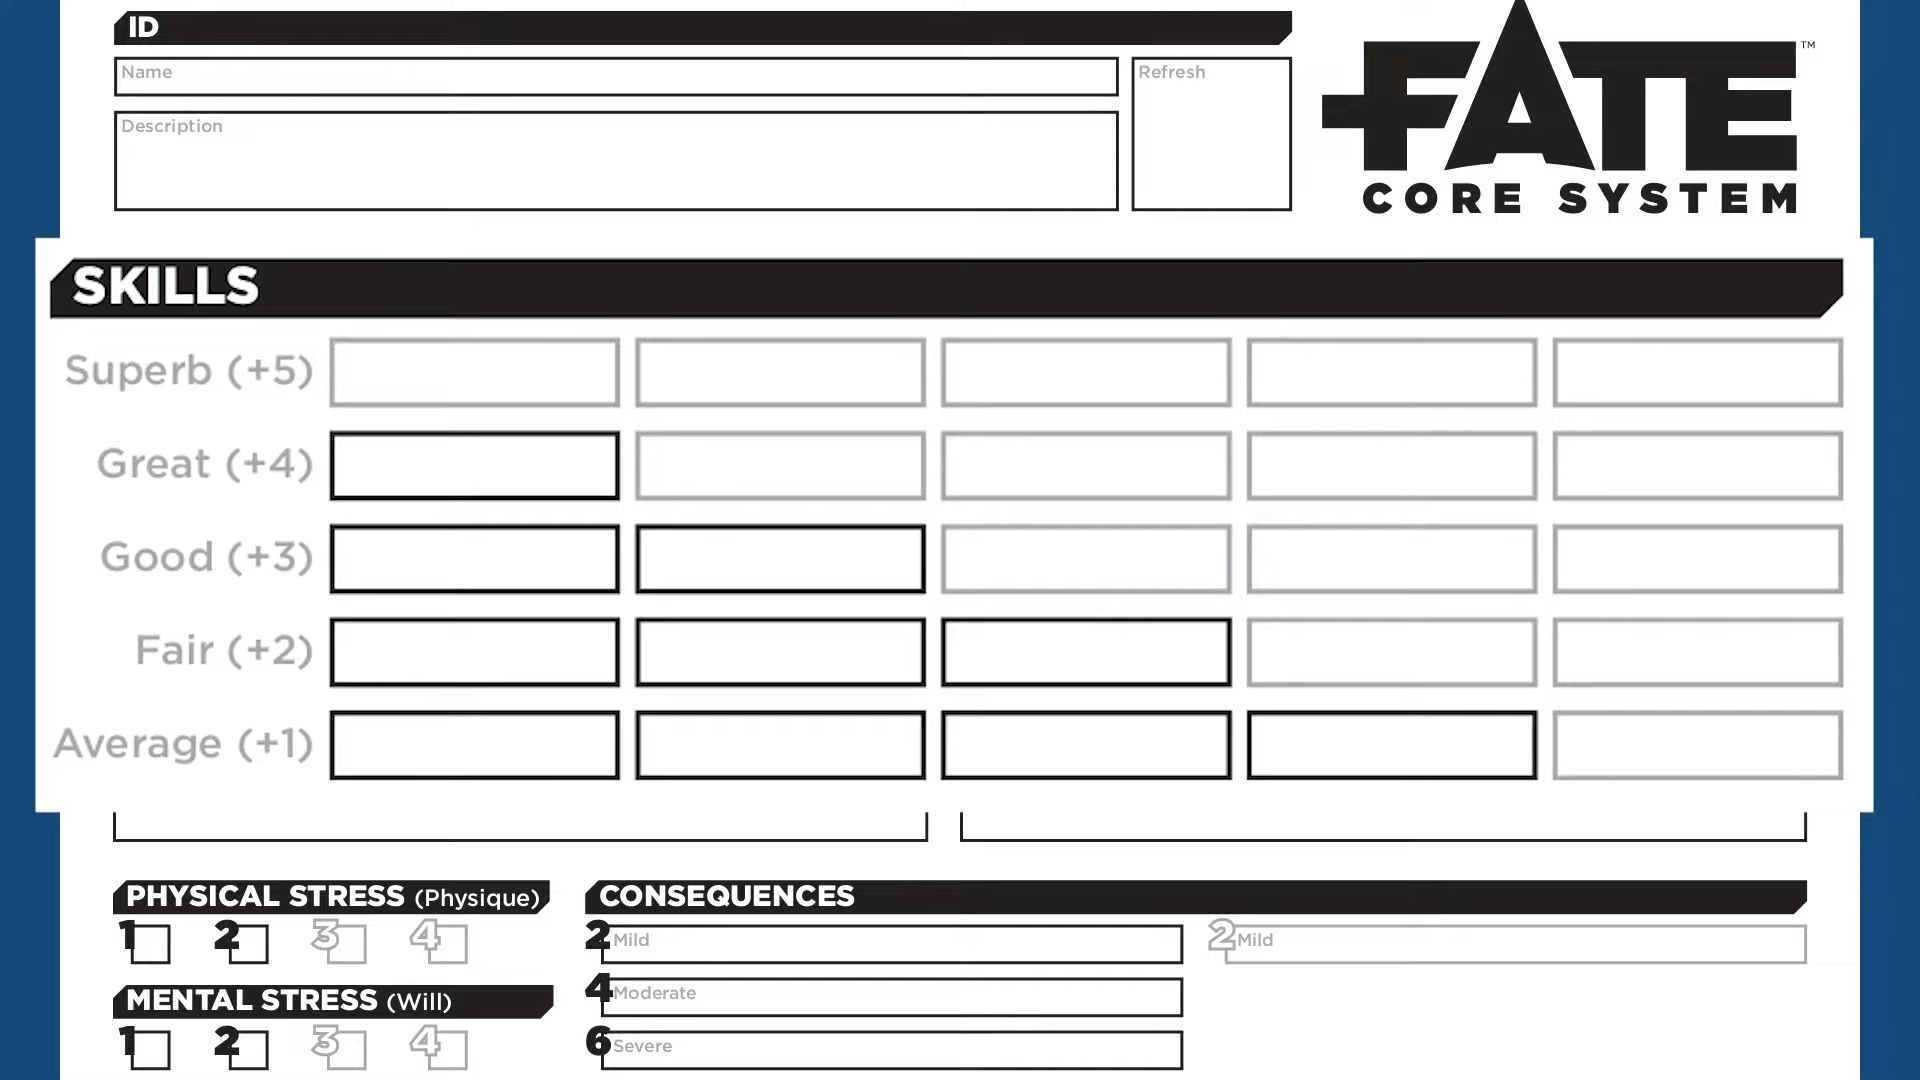 ID
Name
Refresh
Description
FATE™
CORE SYSTEM
SKILLS
Superb (+5)
Great (+4)
Good (+3)
Fair (+2)
Average (+1)
PHYSICAL STRESS (Physique)
1 2 3 4
MENTAL STRESS (Will)
1 2 3 4
CONSEQUENCES
2 Mild
2 Mild
4 Moderate
6 Severe